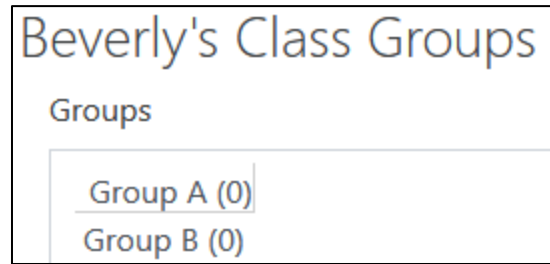 Beverly's Class Groups
Groups
Group A (0)
Group B (0)